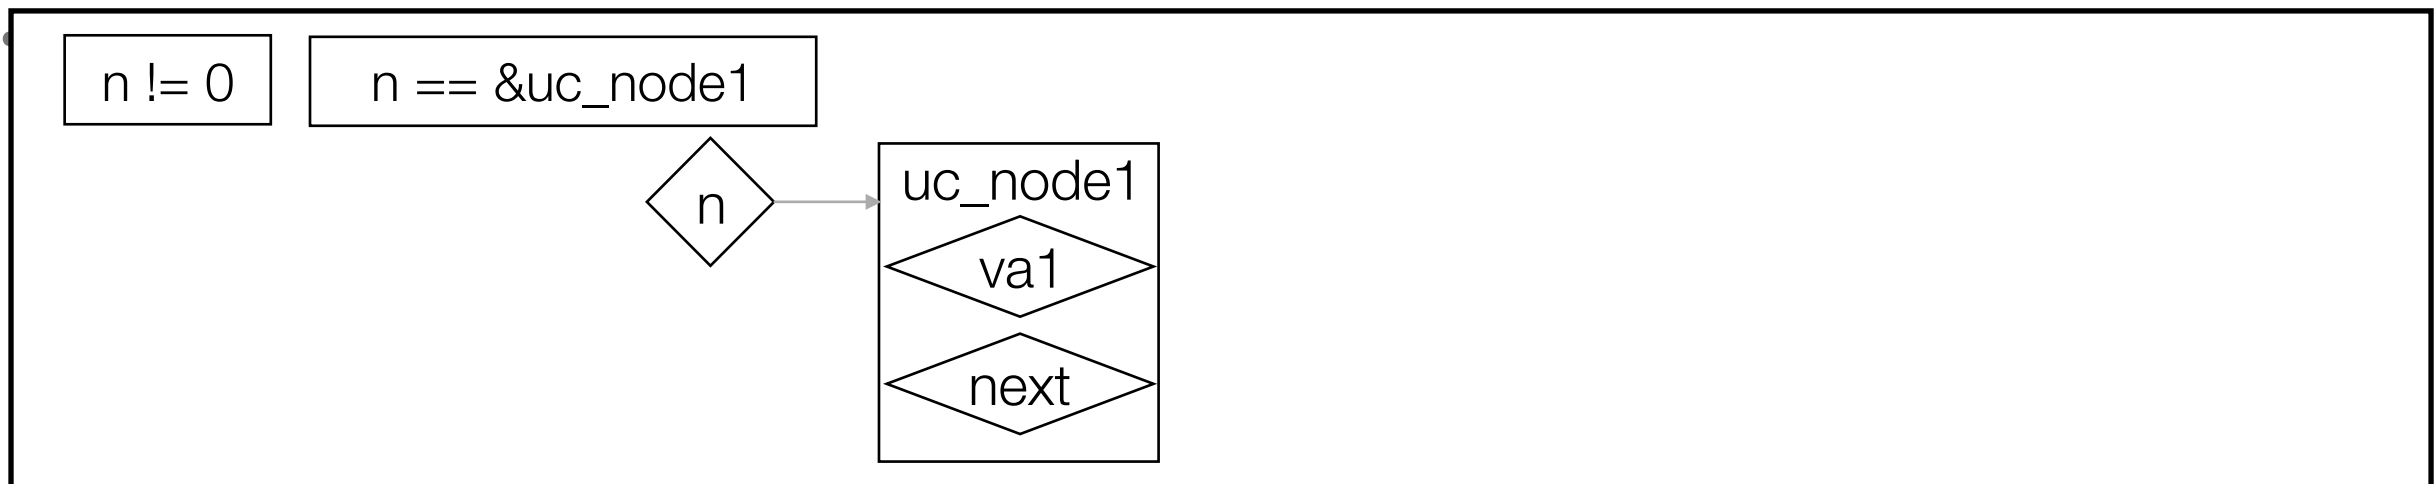 n != 0
n == &uc_node1
n
uc_node1
va1
next